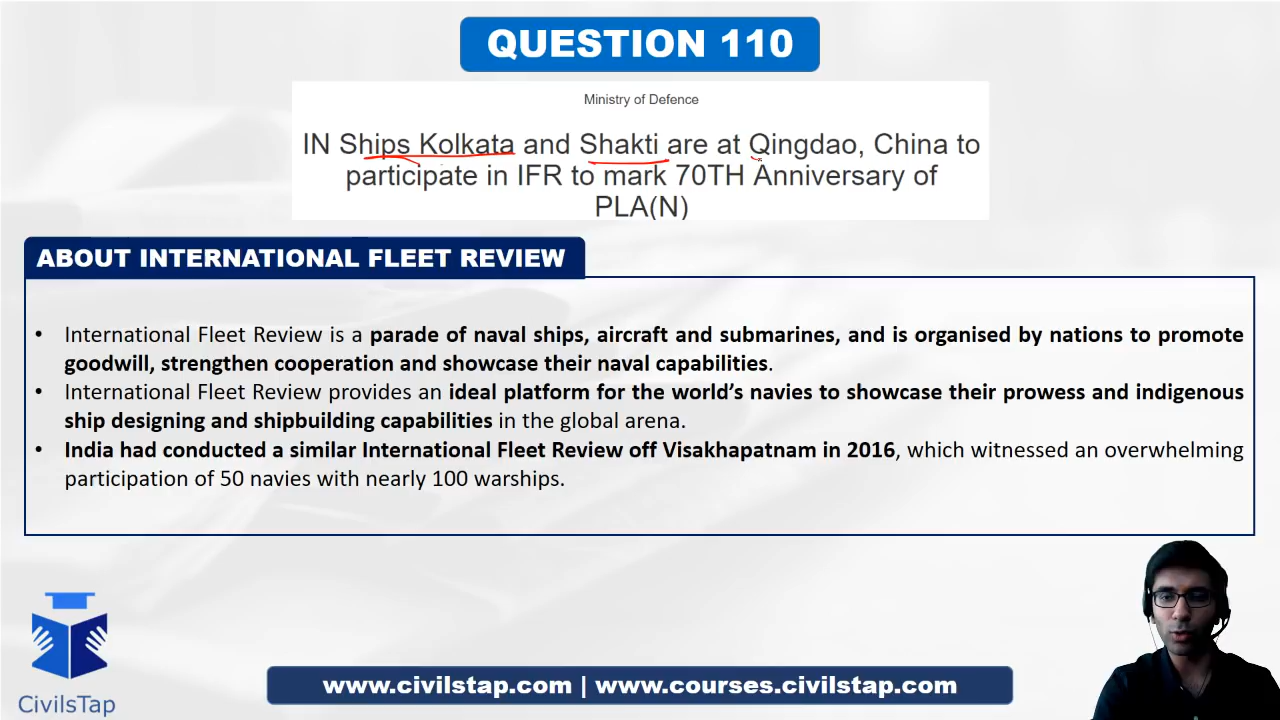 QUESTION 110
Ministry of Defence
IN Ships Kolkata and Shakti are at Qingdao, China to
participate in IFR to mark 70TH Anniversary of
PLA(N)
ABOUT INTERNATIONAL FLEET REVIEW
• International Fleet Review is a parade of naval ships, aircraft and submarines, and is organised by nations to promote
goodwill, strengthen cooperation and showcase their naval capabilities.
• International Fleet Review provides an ideal platform for the world’s navies to showcase their prowess and indigenous
ship designing and shipbuilding capabilities in the global arena.
• India had conducted a similar International Fleet Review off Visakhapatnam in 2016, which witnessed an overwhelming
participation of 50 navies with nearly 100 warships.
CivilsTap
www.civilstap.com | www.courses.civilstap.com